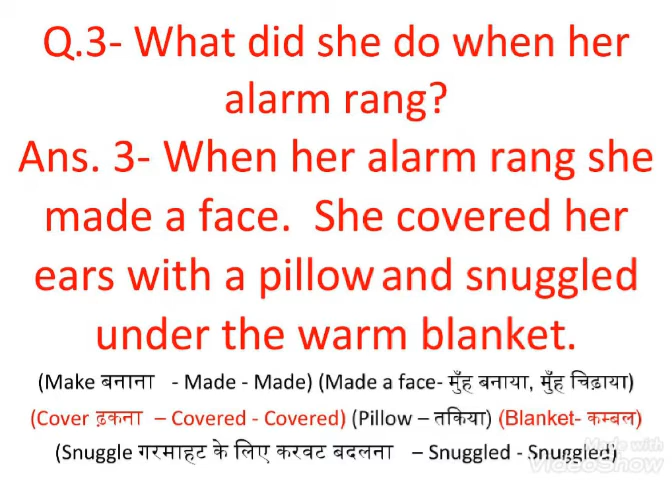 Q.3- What did she do when her
alarm rang?
Ans. 3- When her alarm rang she
made a face. She covered her
ears with a pillow and snuggled
under the warm blanket.
(Make बनाना - Made - Made) (Made a face- मुँह बनाया, मुँह चिढ़ाया)
(Cover ढ़कना – Covered - Covered) (Pillow – तकिया) (Blanket- कम्बल)
(Snuggle गरमाहट के लिए करवट बदलना – Snuggled - Snuggled)
Made with
VideoShow